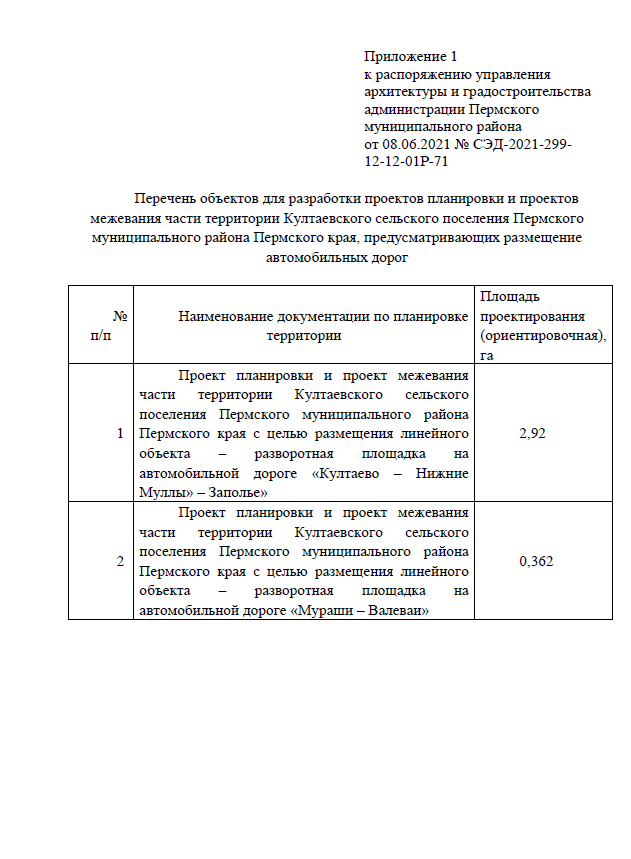 Приложение 1
к распоряжению управления
архитектуры и градостроительства
администрации Пермского
муниципального района
от 08.06.2021 № СЭД-2021-299-
12-12-01Р-71
Перечень объектов для разработки проектов планировки и проектов
межевания части территории Култаевского сельского поселения Пермского
муниципального района Пермского края, предусматривающих размещение
автомобильных дорог
№
п/п
Наименование документации по планировке
территории
Площадь
проектирования
(ориентировочная),
га
1
Проект планировки и проект межевания
части территории Култаевского сельского
поселения Пермского муниципального района
Пермского края с целью размещения линейного
объекта – разворотная площадка на
автомобильной дороге «Култаево – Нижние
Муллы» – Заполье»
2,92
2
Проект планировки и проект межевания
части территории Култаевского сельского
поселения Пермского муниципального района
Пермского края с целью размещения линейного
объекта – разворотная площадка на
автомобильной дороге «Мураши – Валеваи»
0,362